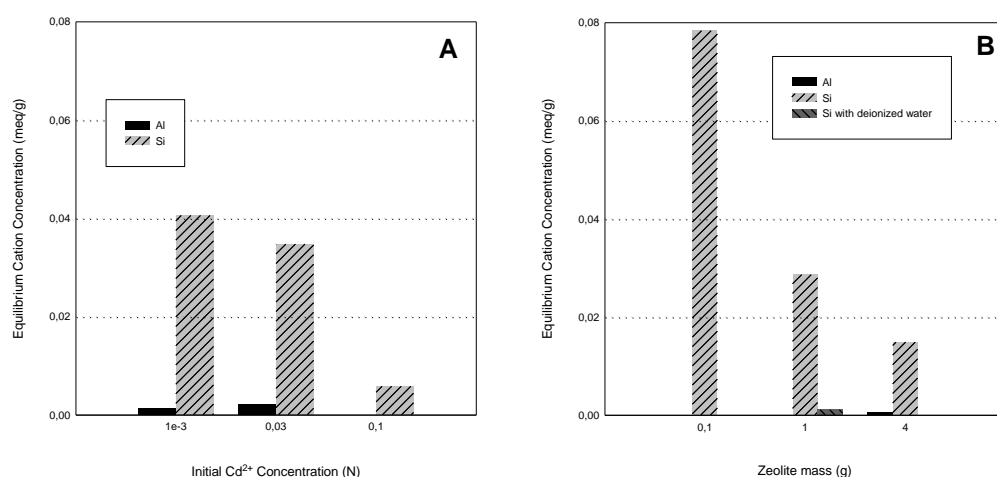 A
0,08
0,06
0,04
0,02
0,00
Equilibrium Cation Concentration (meq/g)
Al
Si
1e-3 0,03 0,1
Initial Cd²⁺ Concentration (N)
B
0,08
0,06
0,04
0,02
0,00
Equilibrium Cation Concentration (meq/g)
Al
Si
Si with deionized water
0,1 1 4
Zeolite mass (g)